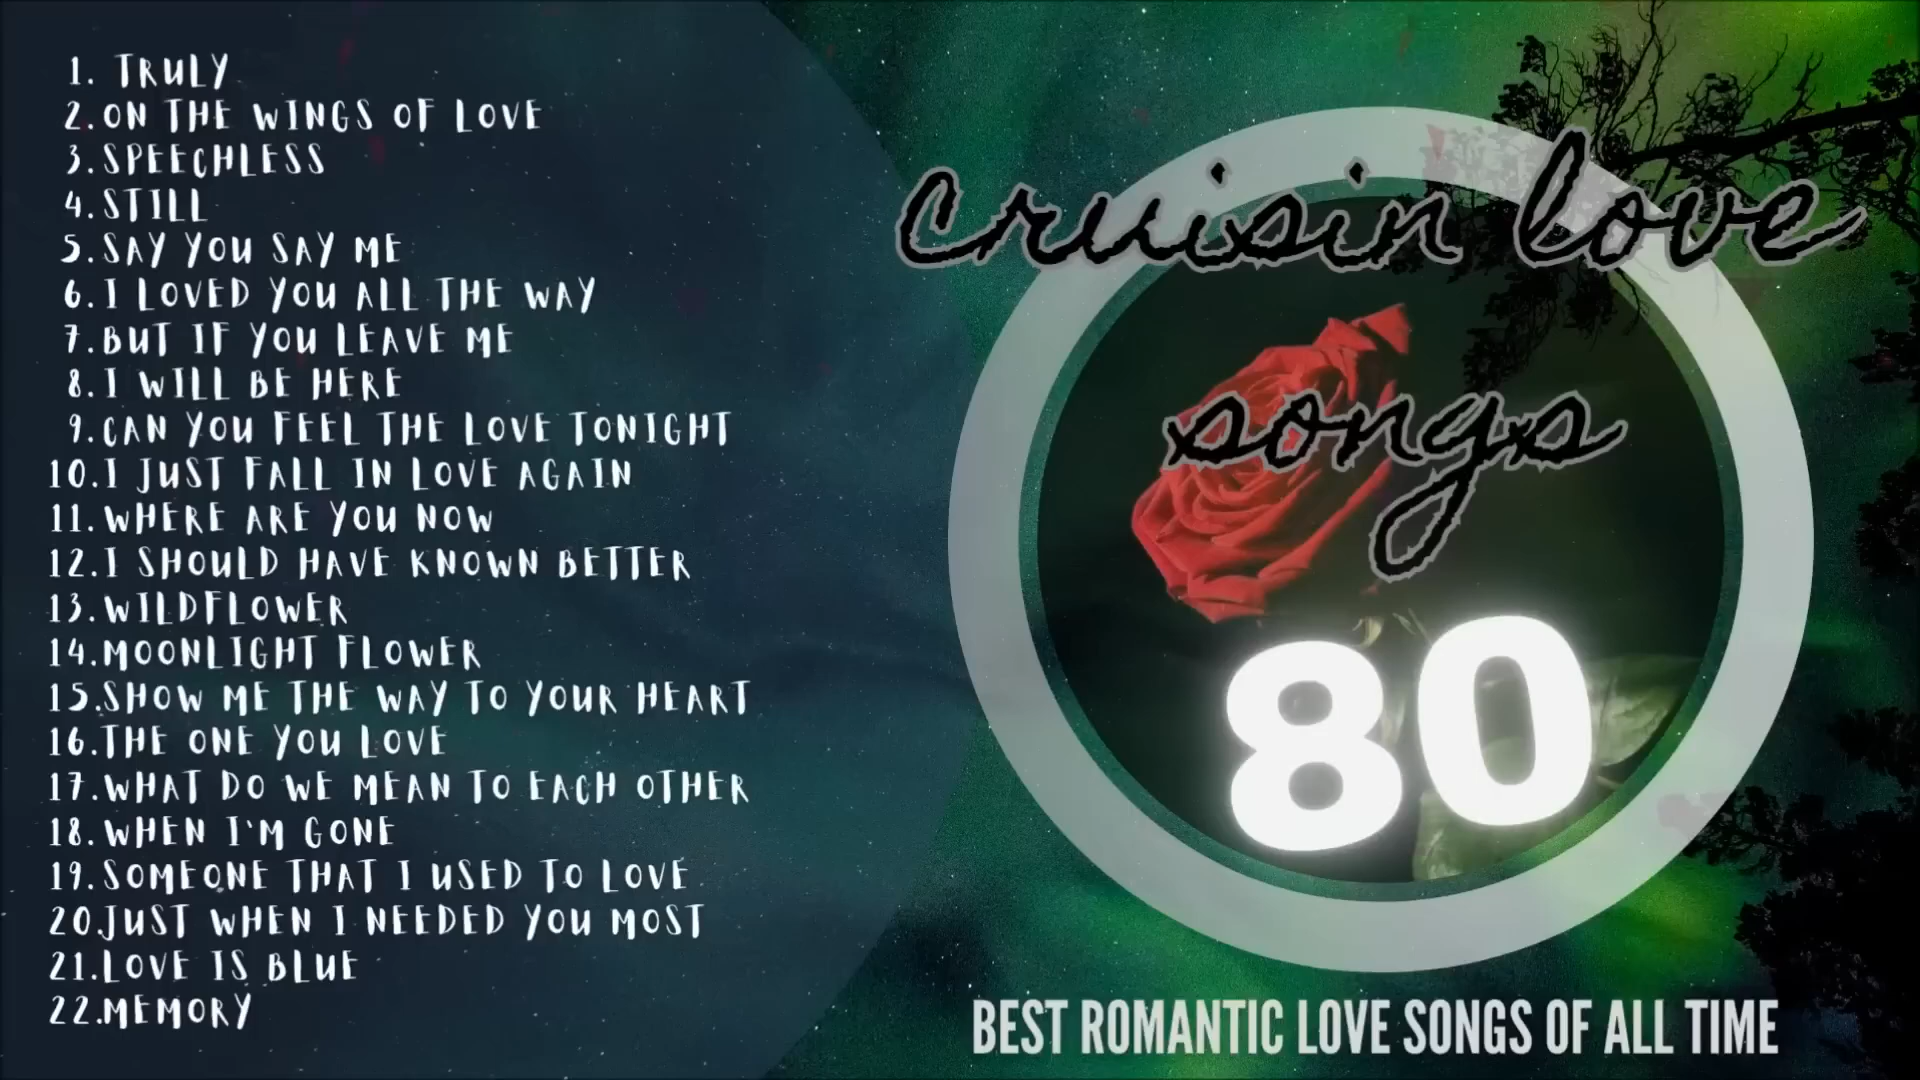 1. TRULY
2. ON THE WINGS OF LOVE
3. SPEECHLESS
4. STILL
5. SAY YOU SAY ME
6. I LOVED YOU ALL THE WAY
7. BUT IF YOU LEAVE ME
8. I WILL BE HERE
9. CAN YOU FEEL THE LOVE TONIGHT
10. I JUST FALL IN LOVE AGAIN
11. WHERE ARE YOU NOW
12. I SHOULD HAVE KNOWN BETTER
13. WILDFLOWER
14. MOONLIGHT FLOWER
15. SHOW ME THE WAY TO YOUR HEART
16. THE ONE YOU LOVE
17. WHAT DO WE MEAN TO EACH OTHER
18. WHEN I'M GONE
19. SOMEONE THAT I USED TO LOVE
20. JUST WHEN I NEEDED YOU MOST
21. LOVE IS BLUE
22. MEMORY
cruisin love
songs
80
BEST ROMANTIC LOVE SONGS OF ALL TIME